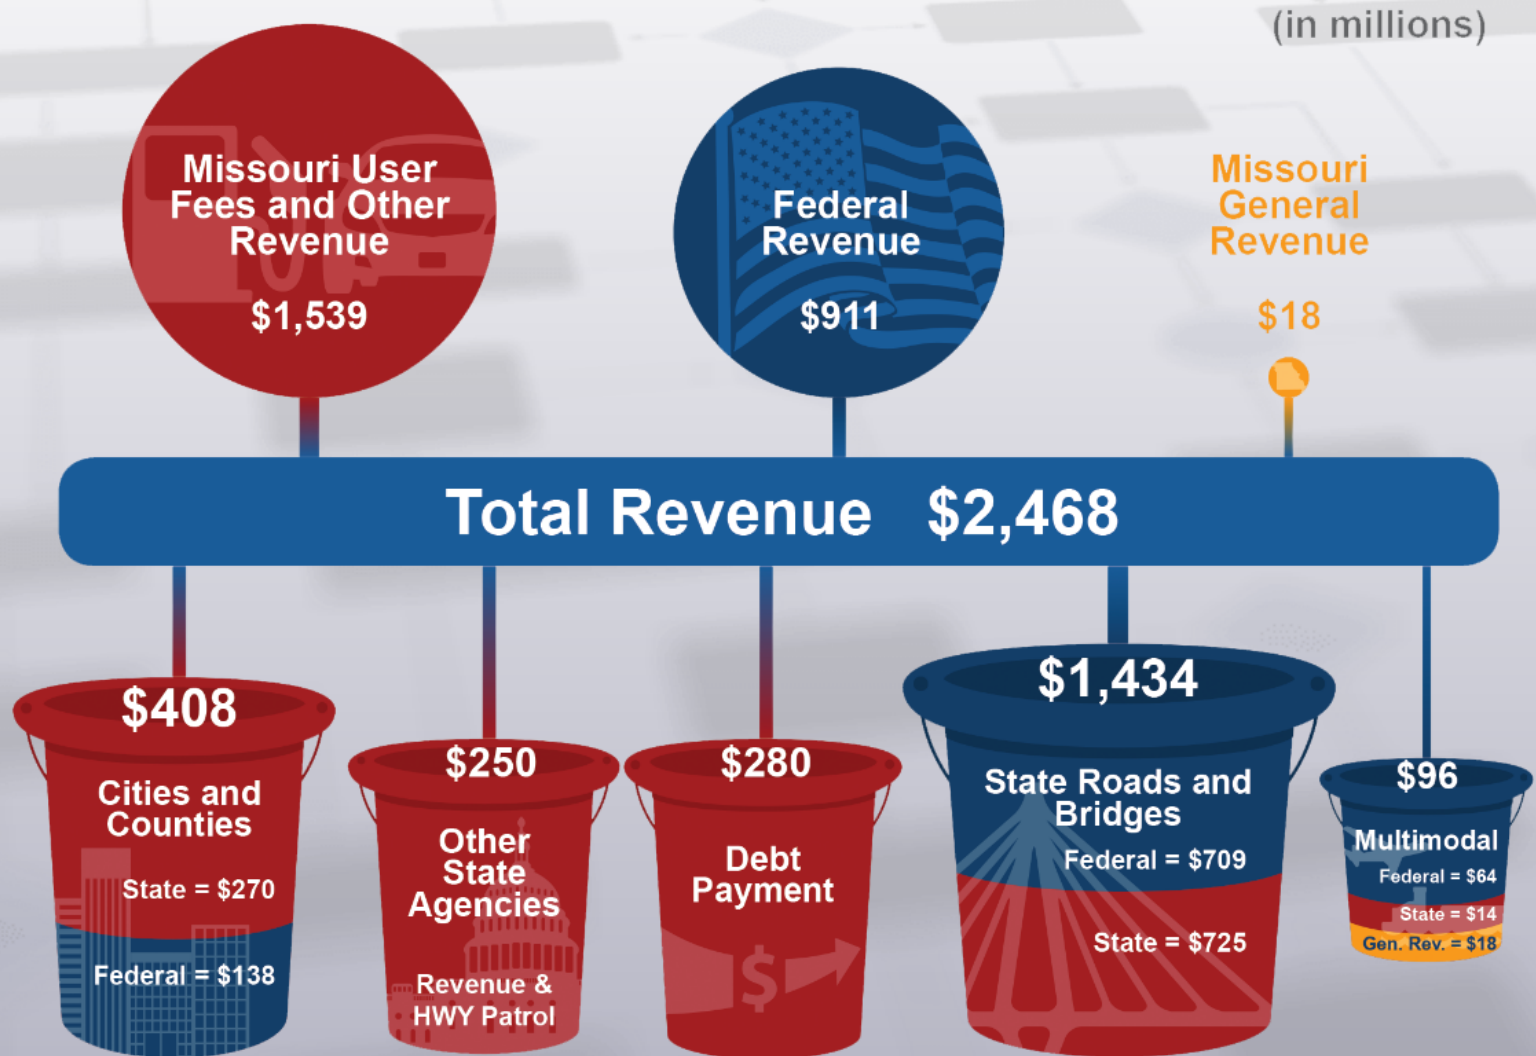 (in millions)
Missouri User
Fees and Other
Revenue
$1,539
Federal
Revenue
$911
Missouri
General
Revenue
$18
Total Revenue $2,468
$408
Cities and
Counties
State = $270
Federal = $138
$250
Other
State
Agencies
Revenue &
HWY Patrol
$280
Debt
Payment
$
$1,434
State Roads and
Bridges
Federal = $709
State = $725
$96
Multimodal
Federal = $64
State = $14
Gen. Rev. = $18